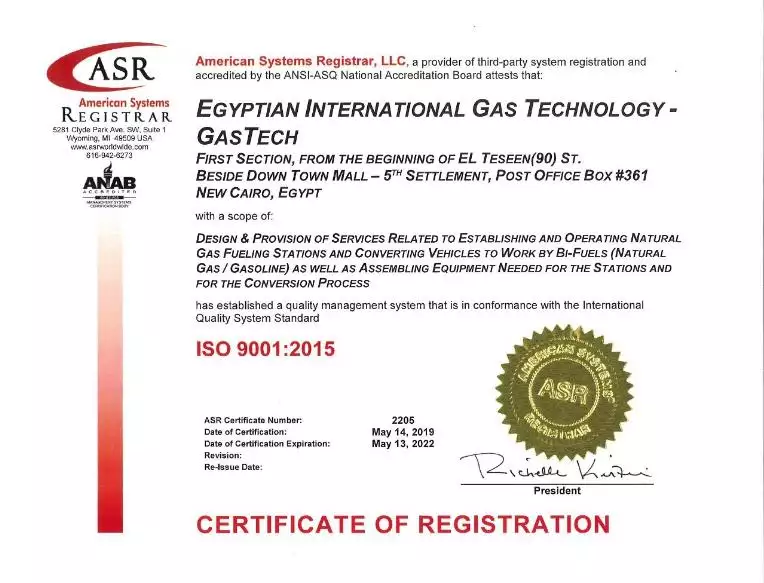 ASR
American Systems
REGISTRAR
5281 Clyde Park Ave. SW, Suite 1
Wyoming, MI 49509 USA
www.asrworldwide.com
616-942-6273
ANAB
ACCREDITED
MANAGEMENT SYSTEMS
CERTIFICATION BODY
American Systems Registrar, LLC, a provider of third-party system registration and
accredited by the ANSI-ASQ National Accreditation Board attests that:
EGYPTIAN INTERNATIONAL GAS TECHNOLOGY -
GASTECH
FIRST SECTION, FROM THE BEGINNING OF EL TESEEN(90) ST.
BESIDE DOWN TOWN MALL – 5TH SETTLEMENT, POST OFFICE BOX #361
NEW CAIRO, EGYPT
with a scope of:
DESIGN & PROVISION OF SERVICES RELATED TO ESTABLISHING AND OPERATING NATURAL
GAS FUELING STATIONS AND CONVERTING VEHICLES TO WORK BY BI-FUELS (NATURAL
GAS / GASOLINE) AS WELL AS ASSEMBLING EQUIPMENT NEEDED FOR THE STATIONS AND
FOR THE CONVERSION PROCESS
has established a quality management system that is in conformance with the International
Quality System Standard
ISO 9001:2015
AMERICAN SYSTEMS
ASR
REGISTRAR
ASR Certificate Number: 2205
Date of Certification: May 14, 2019
Date of Certification Expiration: May 13, 2022
Revision:
Re-Issue Date:
President
CERTIFICATE OF REGISTRATION